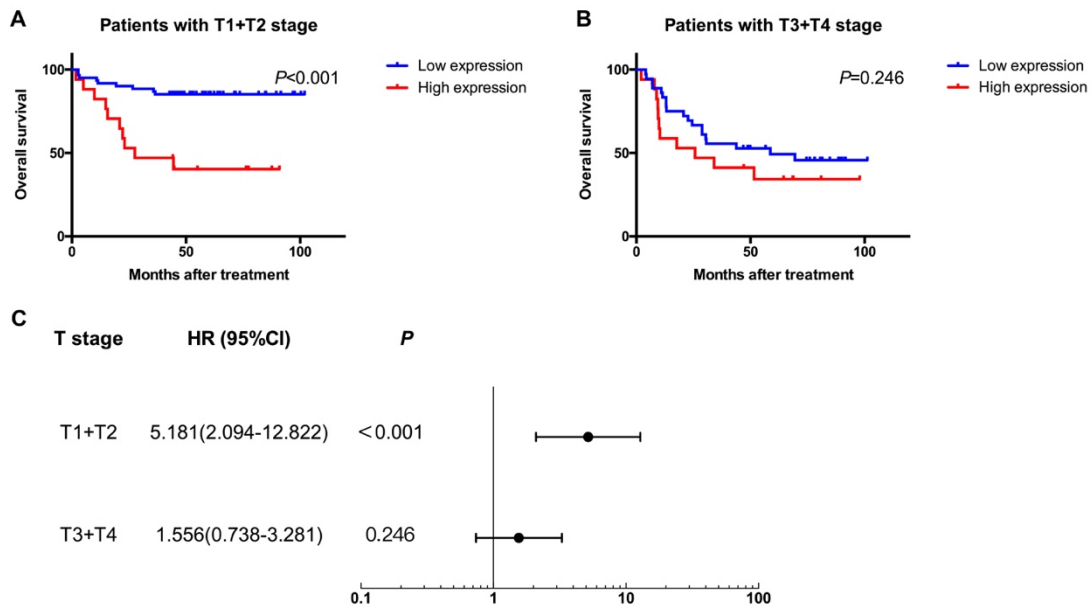 A
Patients with T1+T2 stage
Overall survival
100
50
0
P<0.001
Low expression
High expression
0 50 100
Months after treatment
B
Patients with T3+T4 stage
Overall survival
100
50
0
P=0.246
Low expression
High expression
0 50 100
Months after treatment
C
T stage HR (95%CI) P
T1+T2 5.181(2.094-12.822) <0.001
T3+T4 1.556(0.738-3.281) 0.246
0.1 1 10 100